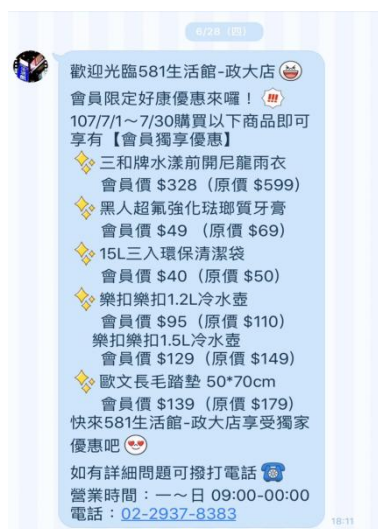 6/28（四）
歡迎光臨581生活館-政大店
會員限定好康優惠來囉！
107/7/1～7/30購買以下商品即可
享有【會員獨享優惠】
三和牌水漾前開尼龍雨衣
會員價 $328（原價 $599）
黑人超氟強化琺瑯質牙膏
會員價 $49 （原價 $69）
15L三入環保清潔袋
會員價 $40（原價 $50）
樂扣樂扣1.2L冷水壺
會員價 $95（原價 $110）
樂扣樂扣1.5L冷水壺
會員價 $129（原價 $149）
歐文長毛踏墊 50*70cm
會員價 $139（原價 $179）
快來581生活館-政大店享受獨家
優惠吧
如有詳細問題可撥打電話
營業時間：一～日 09:00-00:00
電話：02-2937-8383
18:11